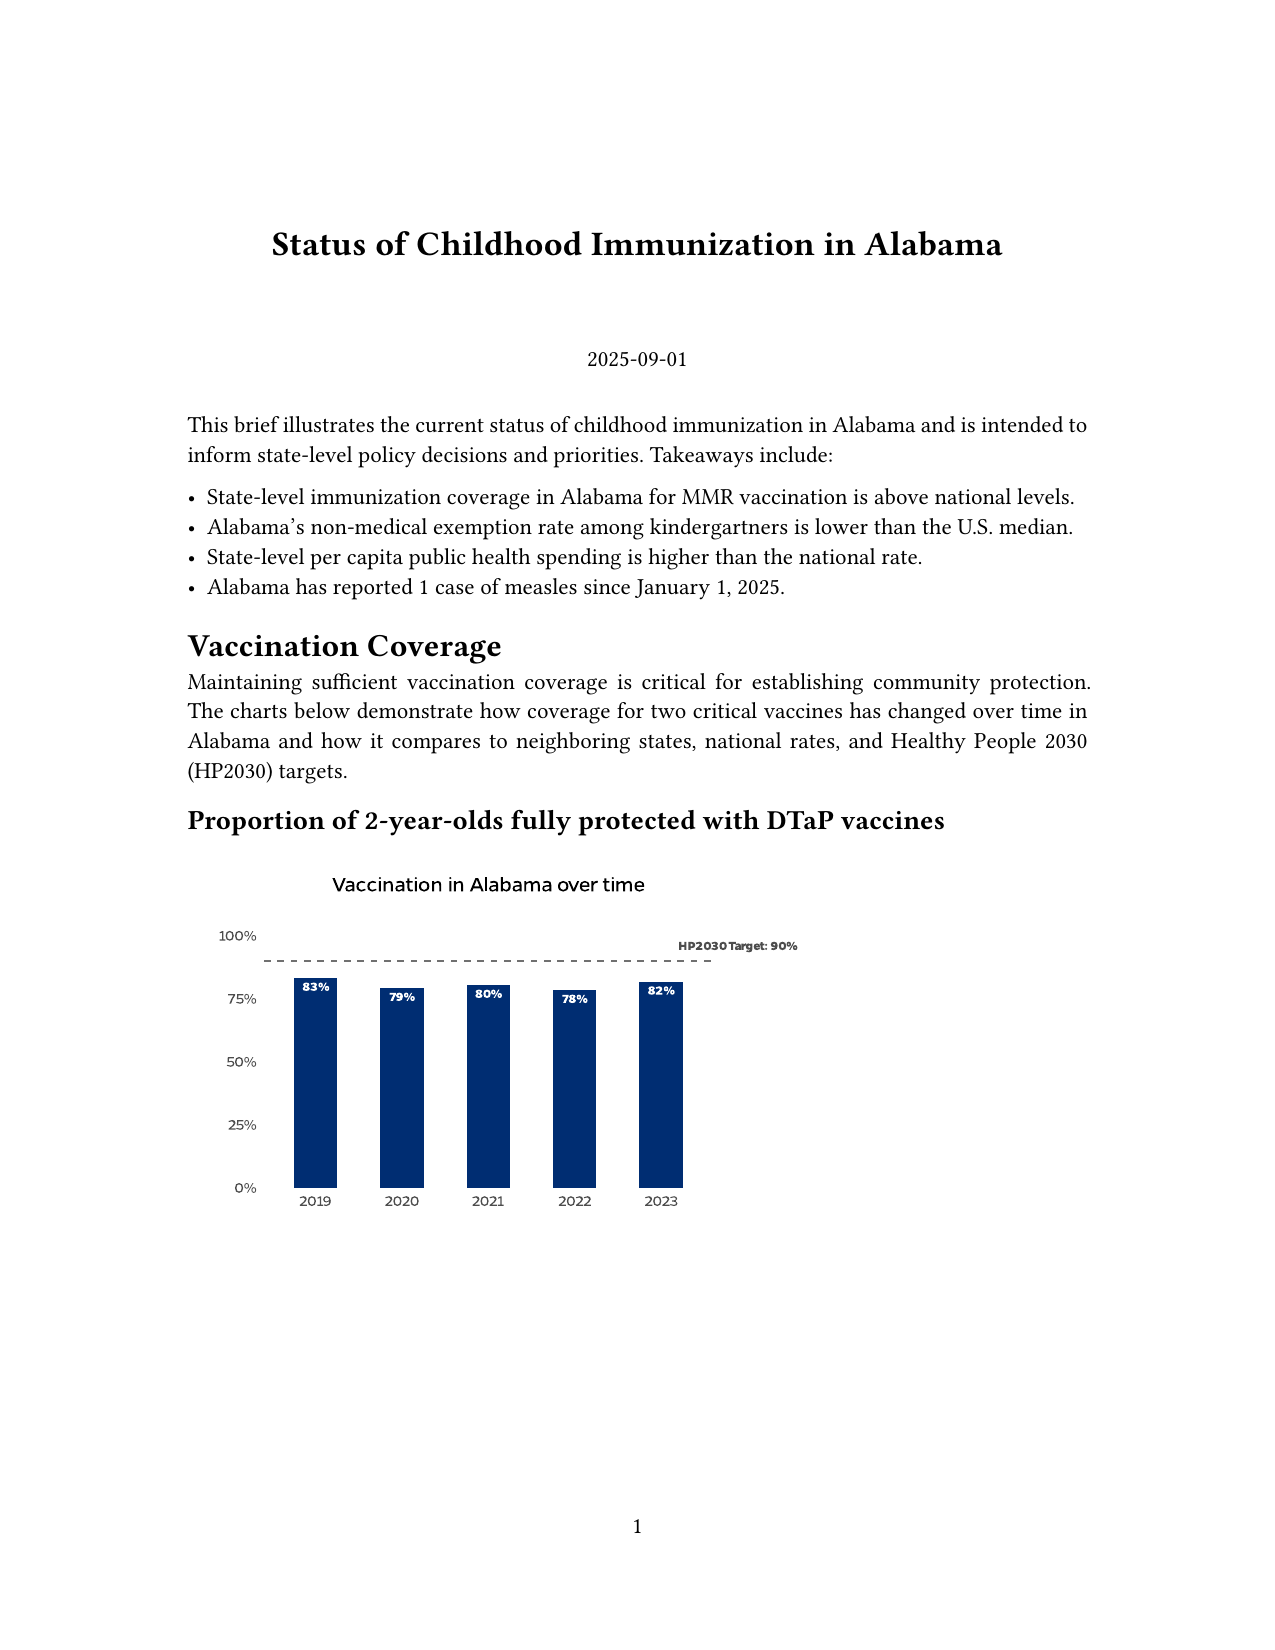 Status of Childhood Immunization in Alabama
2025-09-01
This brief illustrates the current status of childhood immunization in Alabama and is intended to
inform state-level policy decisions and priorities. Takeaways include:
• State-level immunization coverage in Alabama for MMR vaccination is above national levels.
• Alabama’s non-medical exemption rate among kindergartners is lower than the U.S. median.
• State-level per capita public health spending is higher than the national rate.
• Alabama has reported 1 case of measles since January 1, 2025.
Vaccination Coverage
Maintaining sufficient vaccination coverage is critical for establishing community protection.
The charts below demonstrate how coverage for two critical vaccines has changed over time in
Alabama and how it compares to neighboring states, national rates, and Healthy People 2030
(HP2030) targets.
Proportion of 2-year-olds fully protected with DTaP vaccines
Vaccination in Alabama over time
100%
HP2030 Target: 90%
83%
79%
80%
78%
82%
75%
50%
25%
0%
2019 2020 2021 2022 2023
1